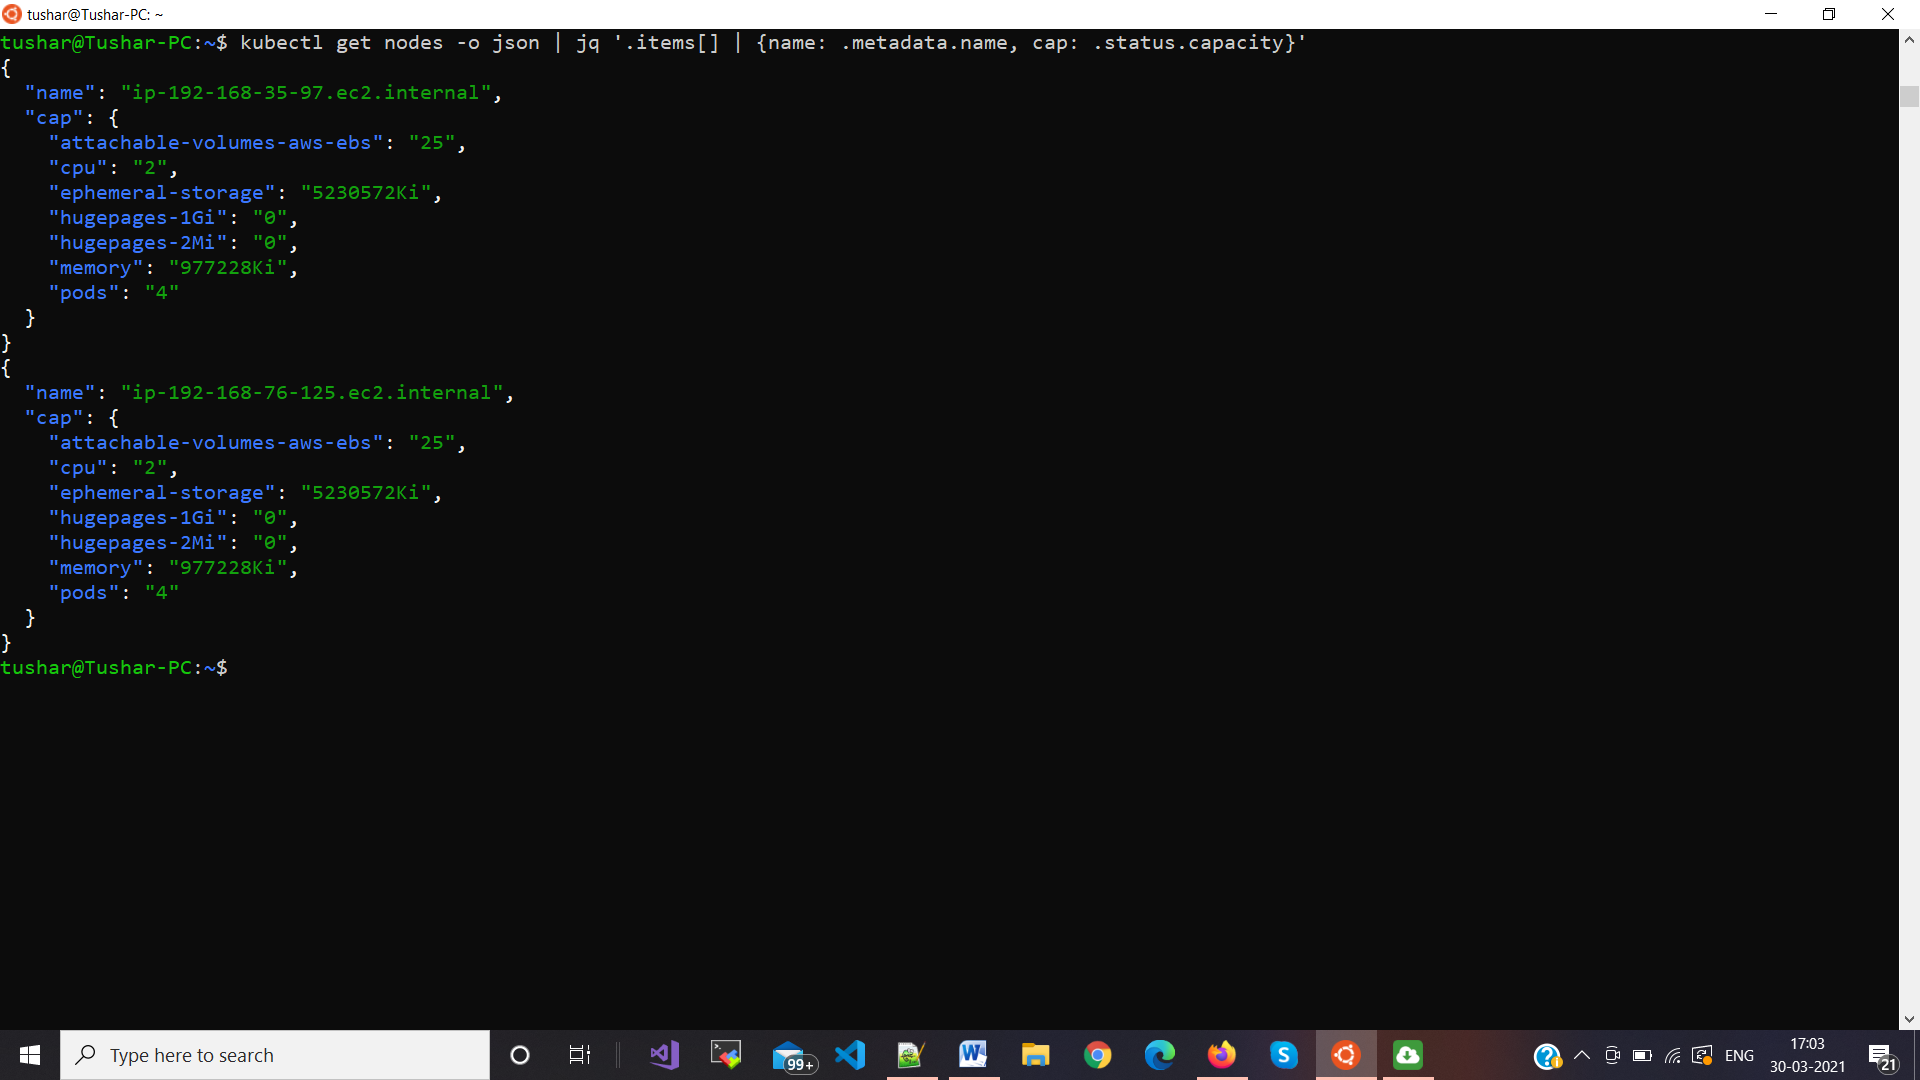 tushar@Tushar-PC: ~
tushar@Tushar-PC:~$ kubectl get nodes -o json | jq '.items[] | {name: .metadata.name, cap: .status.capacity}'
{
  "name": "ip-192-168-35-97.ec2.internal",
  "cap": {
    "attachable-volumes-aws-ebs": "25",
    "cpu": "2",
    "ephemeral-storage": "5230572Ki",
    "hugepages-1Gi": "0",
    "hugepages-2Mi": "0",
    "memory": "977228Ki",
    "pods": "4"
  }
}
{
  "name": "ip-192-168-76-125.ec2.internal",
  "cap": {
    "attachable-volumes-aws-ebs": "25",
    "cpu": "2",
    "ephemeral-storage": "5230572Ki",
    "hugepages-1Gi": "0",
    "hugepages-2Mi": "0",
    "memory": "977228Ki",
    "pods": "4"
  }
}
tushar@Tushar-PC:~$
Type here to search
99+
ENG
17:03
30-03-2021
21